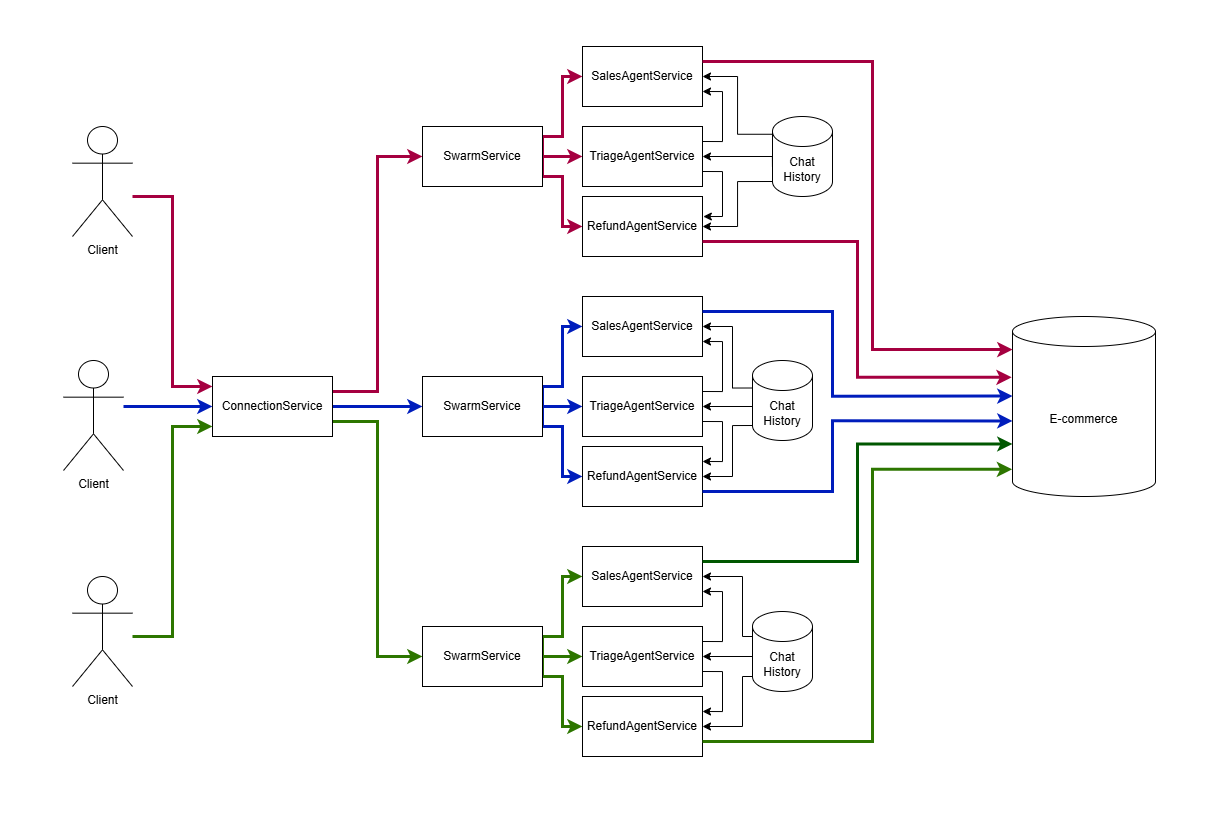 SalesAgentService
SwarmService
TriageAgentService
Chat
History
RefundAgentService
Client
SalesAgentService
ConnectionService
SwarmService
TriageAgentService
Chat
History
E-commerce
RefundAgentService
Client
SalesAgentService
SwarmService
TriageAgentService
Chat
History
Client
RefundAgentService